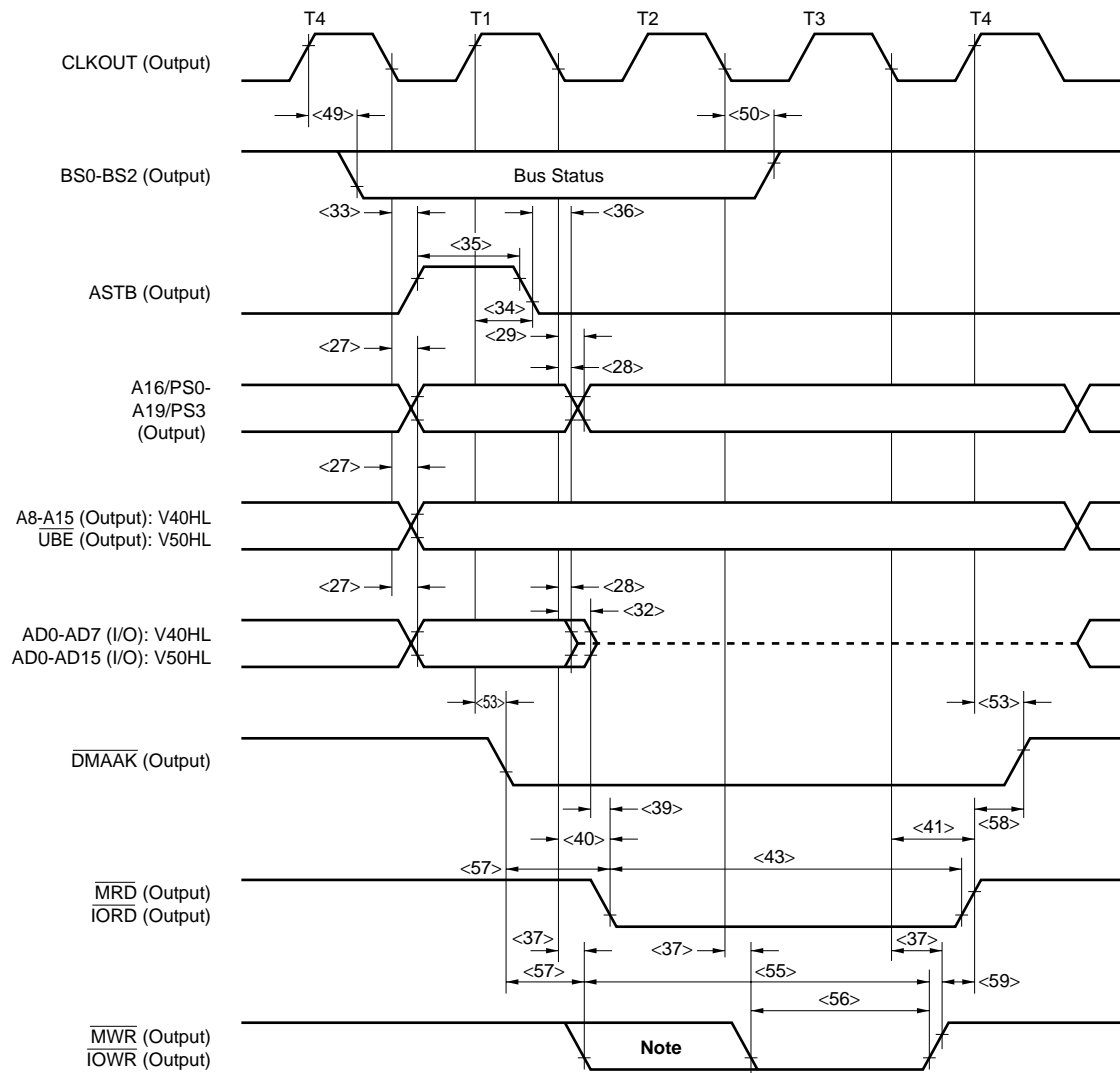 T4 T1 T2 T3 T4
CLKOUT (Output)
<49> <50>
BS0-BS2 (Output) Bus Status
<33> <36>
<35>
ASTB (Output)
<34>
<27> <29>
<28>
A16/PS0-
A19/PS3
(Output)
<27>
A8-A15 (Output): V40HL
UBE (Output): V50HL
<27> <28>
<32>
AD0-AD7 (I/O): V40HL
AD0-AD15 (I/O): V50HL
<53> <53>
DMAAK (Output)
<39> <58>
<40> <41>
<57> <43>
MRD (Output)
IORD (Output)
<37> <37> <37>
<57> <55> <59>
<56>
MWR (Output)
IOWR (Output)
Note